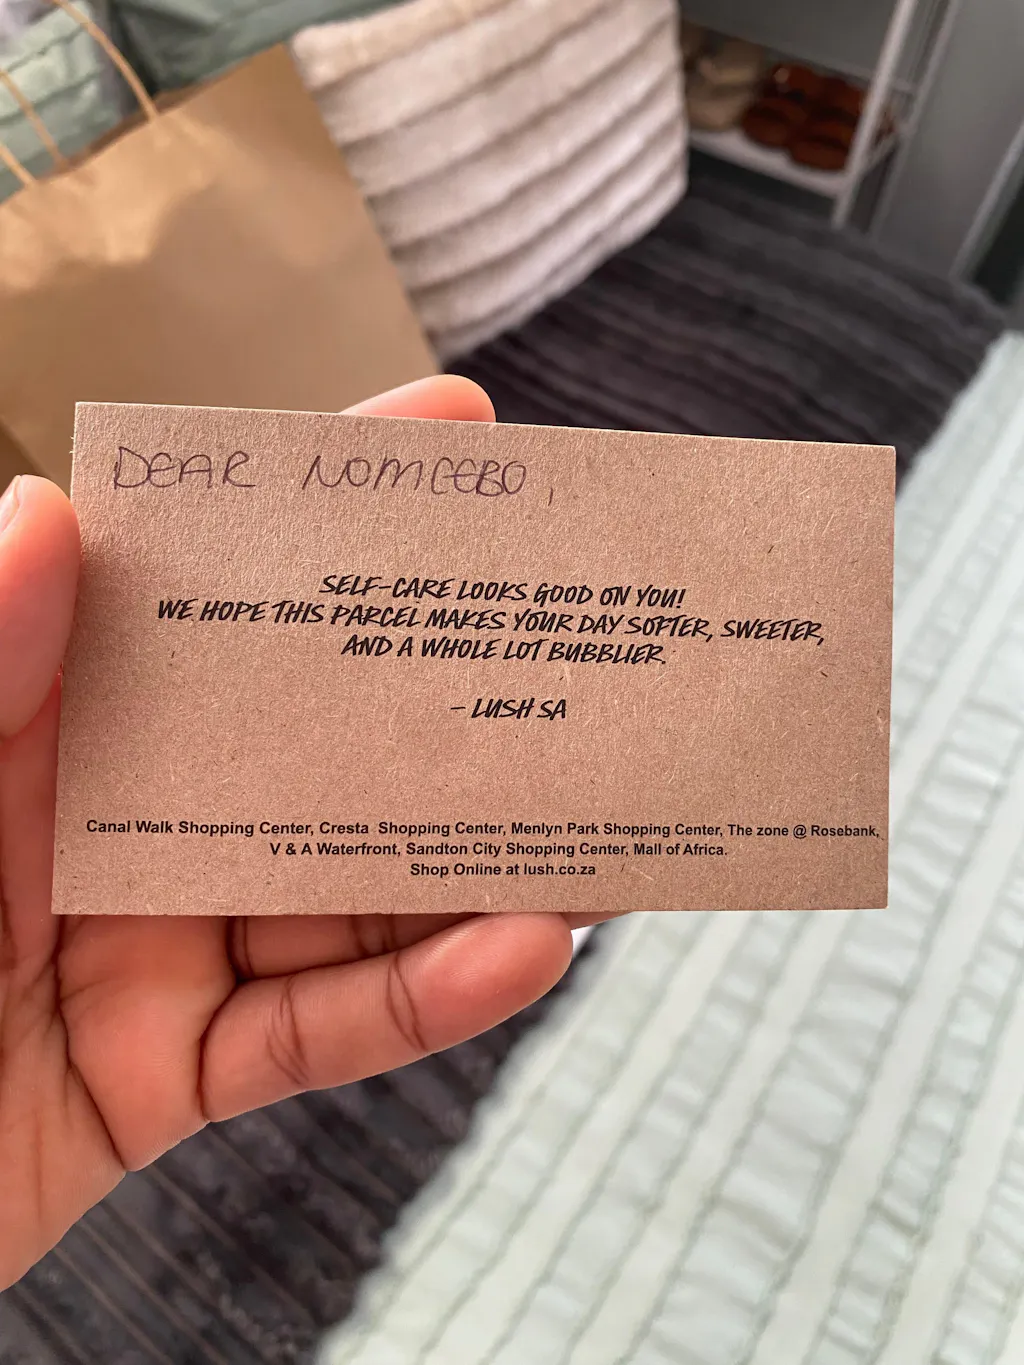 DEAR NOMCEBO,
SELF-CARE LOOKS GOOD ON YOU!
WE HOPE THIS PARCEL MAKES YOUR DAY SOFTER, SWEETER,
AND A WHOLE LOT BUBBLIER.
- LUSH SA
Canal Walk Shopping Center, Cresta Shopping Center, Menlyn Park Shopping Center, The zone @ Rosebank,
V & A Waterfront, Sandton City Shopping Center, Mall of Africa.
Shop Online at lush.co.za